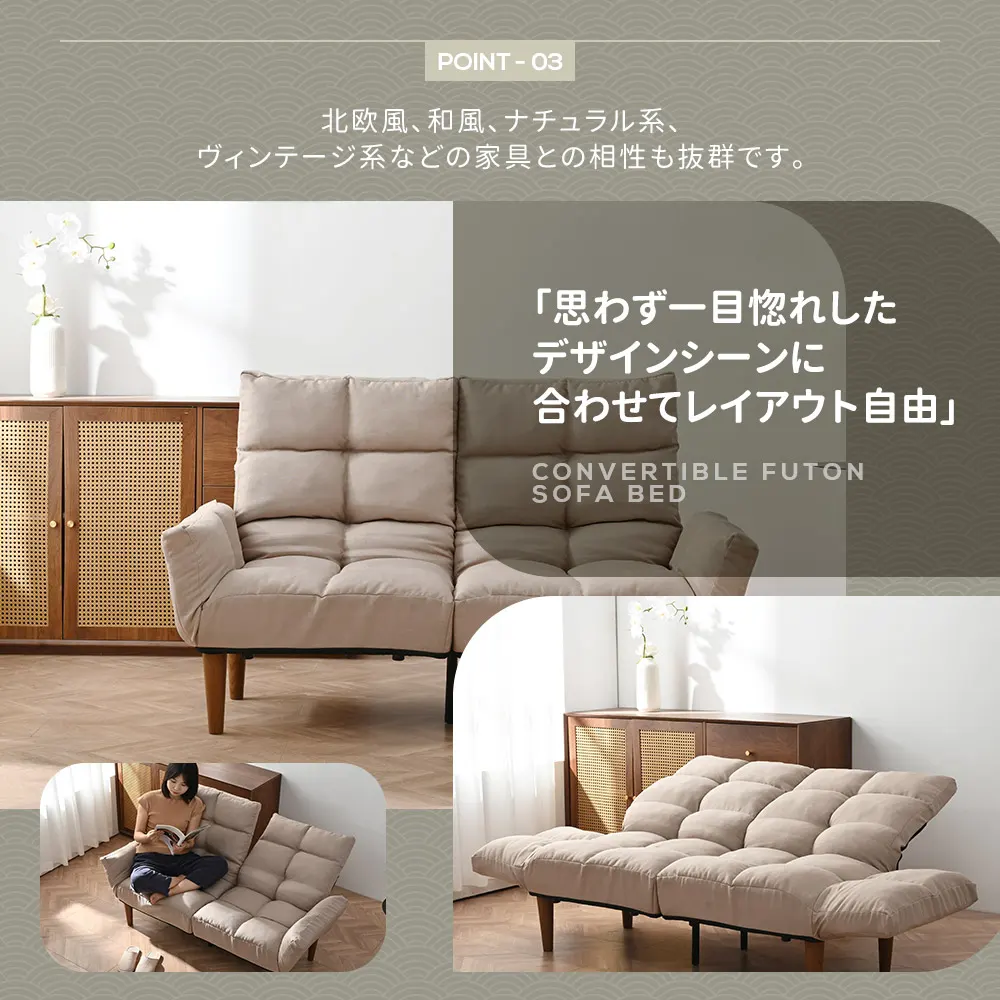 POINT - 03
北欧風、和風、ナチュラル系、
ヴィンテージ系などの家具との相性も抜群です。
「思わず一目惚れした
デザインシーンに
合わせてレイアウト自由」
CONVERTIBLE FUTON
SOFA BED